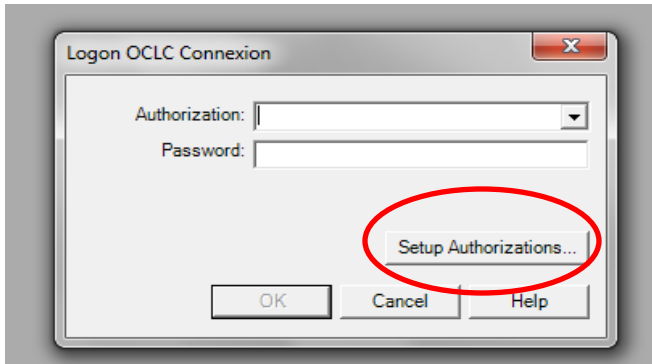 Logon OCLC Connexion
Authorization:
Password:
Setup Authorizations...
OK Cancel Help